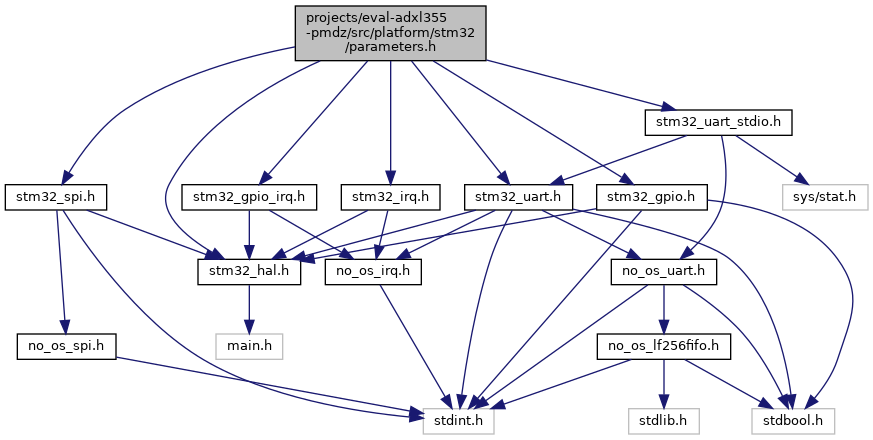 projects/eval-adxl355
-pmdz/src/platform/stm32
/parameters.h
stm32_uart_stdio.h
stm32_spi.h
stm32_gpio_irq.h
stm32_irq.h
stm32_uart.h
stm32_gpio.h
sys/stat.h
stm32_hal.h
no_os_irq.h
no_os_uart.h
no_os_spi.h
main.h
no_os_lf256fifo.h
stdint.h
stdlib.h
stdbool.h